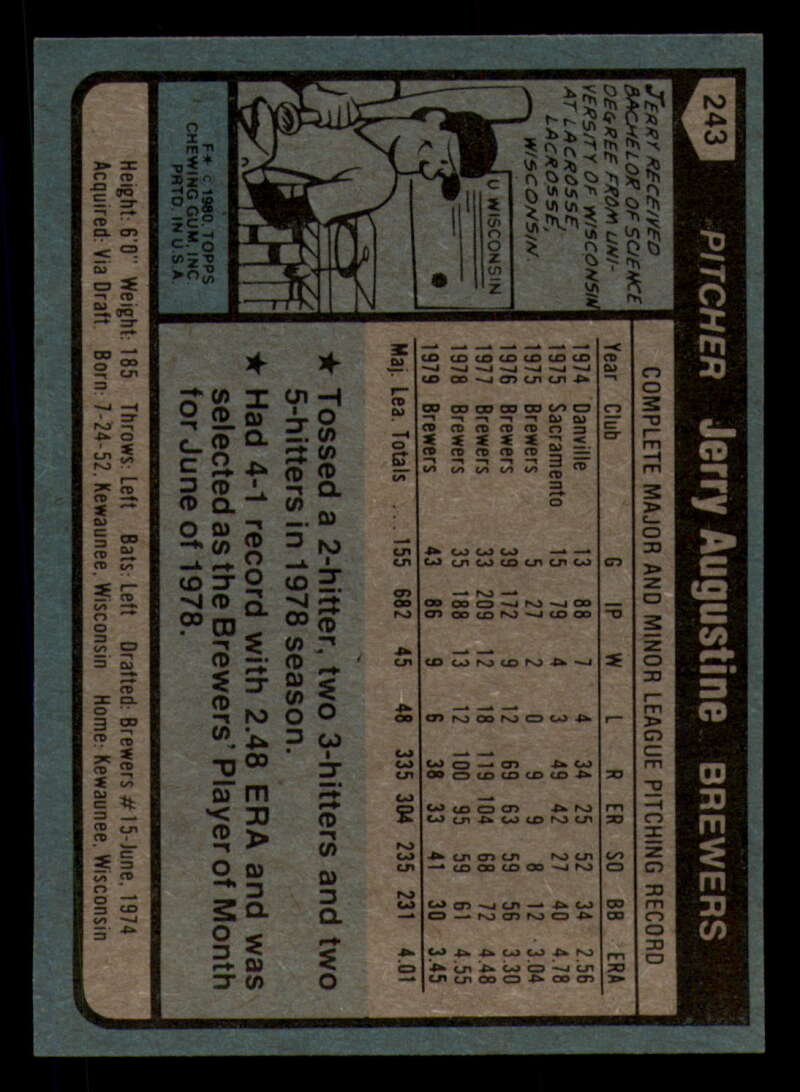 243 PITCHER Jerry Augustine BREWERS
JERRY RECEIVED
BACHELOR OF SCIENCE
DEGREE FROM UNI-
VERSITY OF WISCONSIN
AT LACROSSE,
LACROSSE,
WISCONSIN.
U WISCONSIN
F★ © 1980, TOPPS
CHEWING GUM, INC.
PRTD. IN U.S.A.
COMPLETE MAJOR AND MINOR LEAGUE PITCHING RECORD
Year Club G IP W L R ER SO BB ERA
1974 Danville 13 88 7 4 34 25 52 34 2.56
1975 Sacramento 15 79 4 3 49 42 27 40 4.78
1975 Brewers 5 27 2 0 9 9 8 12 3.04
1976 Brewers 39 172 9 12 69 63 59 56 3.30
1977 Brewers 33 209 12 18 119 104 68 72 4.48
1978 Brewers 35 188 13 12 100 95 59 61 4.55
1979 Brewers 43 86 9 6 38 33 41 30 3.45
Maj. Lea. Totals ... 155 682 45 48 335 304 235 231 4.01
★ Tossed a 2-hitter, two 3-hitters and two
5-hitters in 1978 season.
★ Had 4-1 record with 2.48 ERA and was
selected as the Brewers' Player of Month
for June of 1978.
Height: 6'0" Weight: 185 Throws: Left Bats: Left Drafted: Brewers #15-June, 1974
Acquired: Via Draft Born: 7-24-52, Kewaunee, Wisconsin Home: Kewaunee, Wisconsin